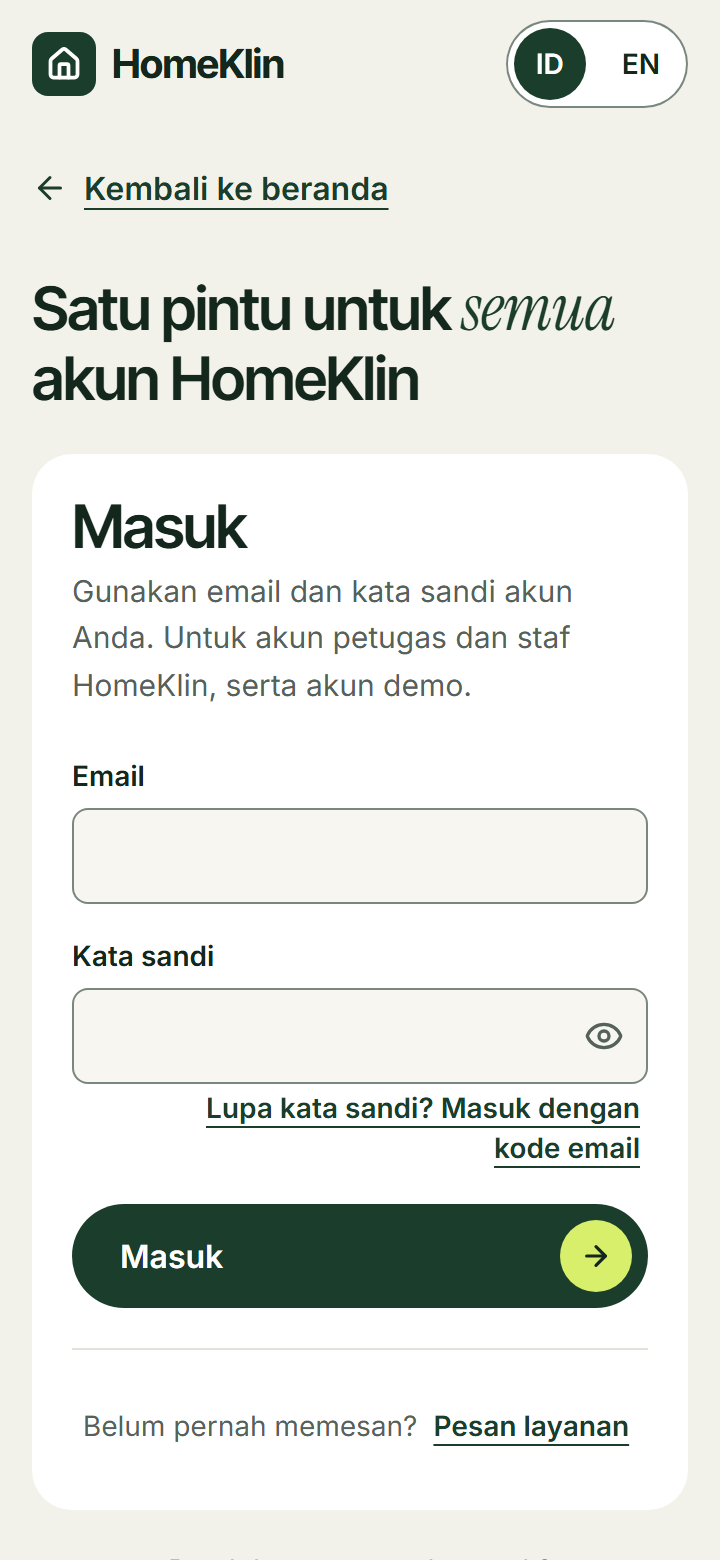 HomeKlin
ID EN
Kembali ke beranda
Satu pintu untuk semua
akun HomeKlin
Masuk
Gunakan email dan kata sandi akun
Anda. Untuk akun petugas dan staf
HomeKlin, serta akun demo.
Email
Kata sandi
Lupa kata sandi? Masuk dengan
kode email
Masuk
Belum pernah memesan? Pesan layanan